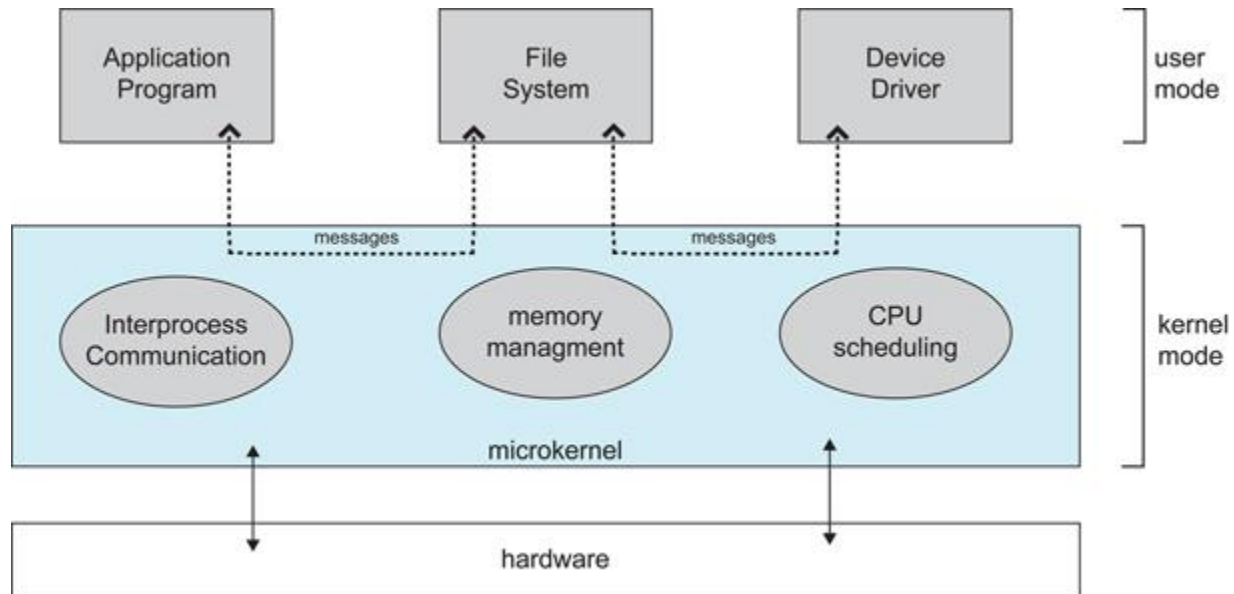 Application
Program
File
System
Device
Driver
user
mode
messages
messages
Interprocess
Communication
memory
managment
CPU
scheduling
kernel
mode
microkernel
hardware